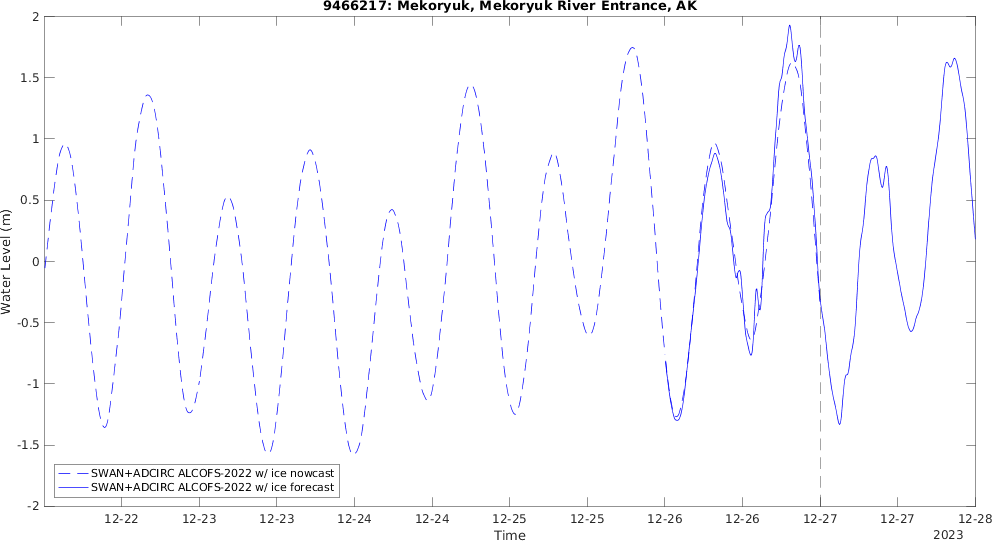 9466217: Mekoryuk, Mekoryuk River Entrance, AK
2
1.5
1
0.5
0
-0.5
-1
-1.5
-2
Water Level (m)
SWAN+ADCIRC ALCOFS-2022 w/ ice nowcast
SWAN+ADCIRC ALCOFS-2022 w/ ice forecast
12-22 12-23 12-23 12-24 12-24 12-25 12-25 12-26 12-26 12-27 12-27 12-28
Time
2023